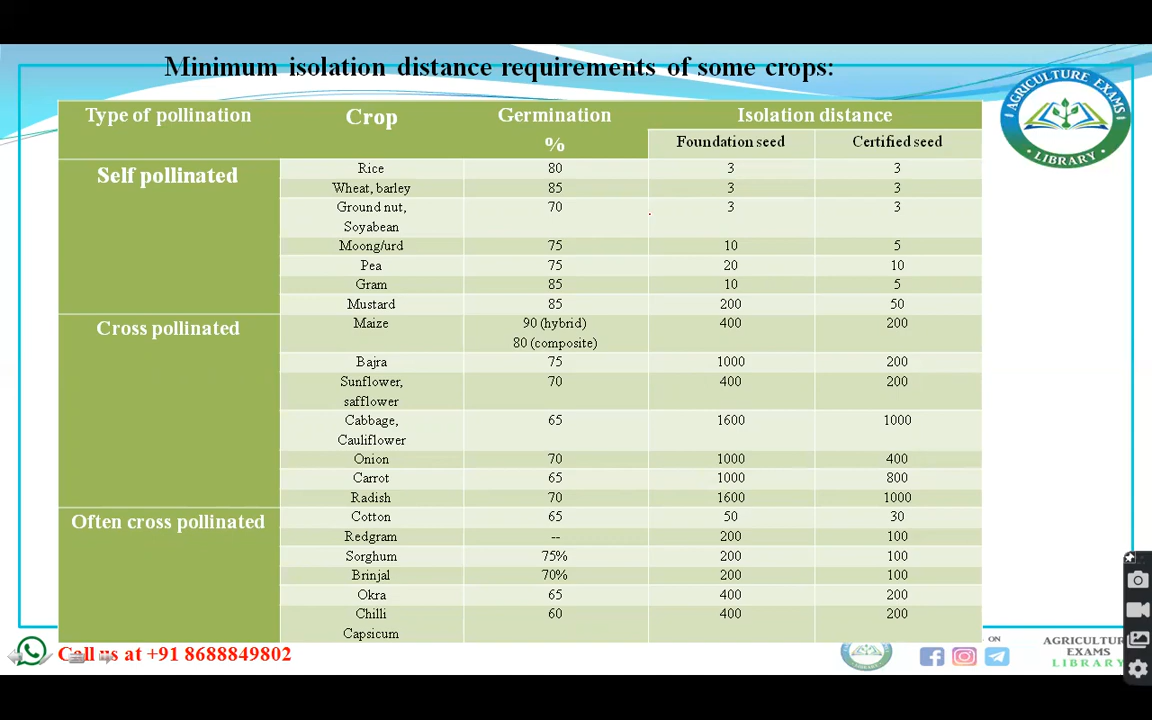 Minimum isolation distance requirements of some crops:
AGRICULTURE EXAMS
LIBRARY
Type of pollination Crop Germination % Isolation distance
Foundation seed Certified seed
Self pollinated Rice 80 3 3
Wheat, barley 85 3 3
Ground nut, Soyabean 70 3 3
Moong/urd 75 10 5
Pea 75 20 10
Gram 85 10 5
Mustard 85 200 50
Cross pollinated Maize 90 (hybrid) 80 (composite) 400 200
Bajra 75 1000 200
Sunflower, safflower 70 400 200
Cabbage, Cauliflower 65 1600 1000
Onion 70 1000 400
Carrot 65 1000 800
Radish 70 1600 1000
Often cross pollinated Cotton 65 50 30
Redgram -- 200 100
Sorghum 75% 200 100
Brinjal 70% 200 100
Okra 65 400 200
Chilli Capsicum 60 400 200
Call us at +91 8688849802
ON
AGRICULTUR
EXAMS
LIBRARY